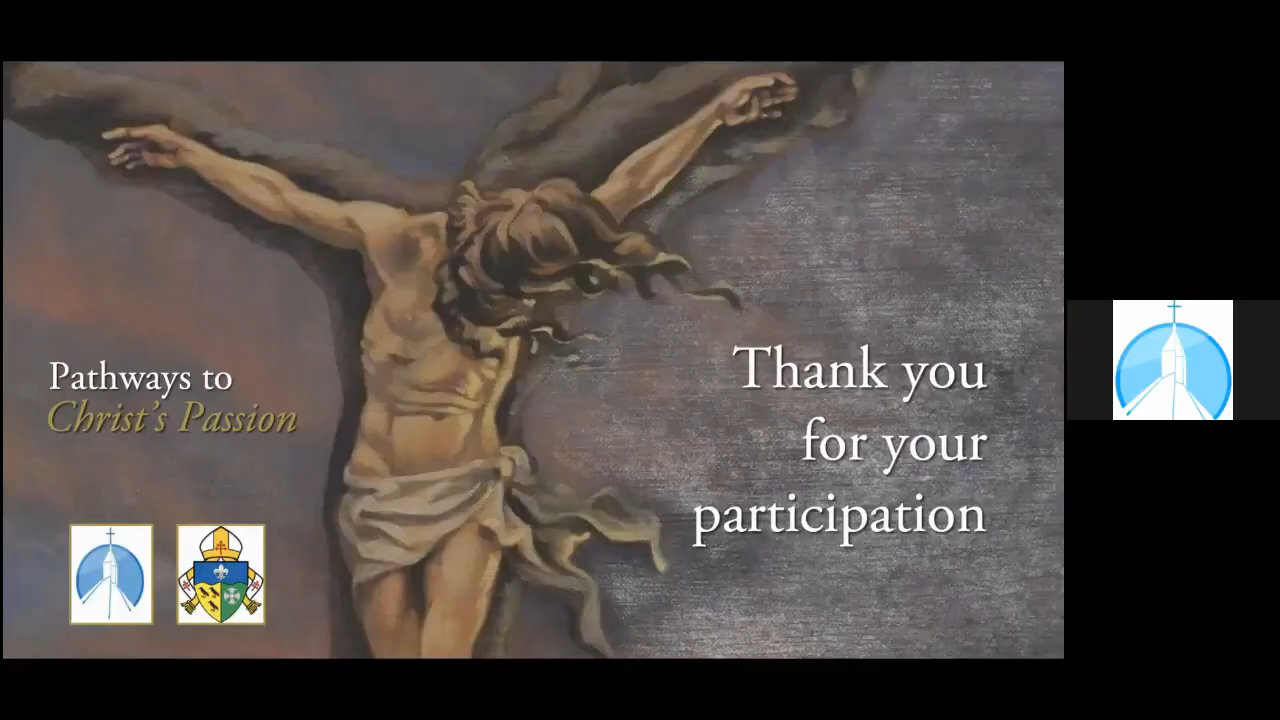 Pathways to
Christ's Passion
Thank you
for your
participation